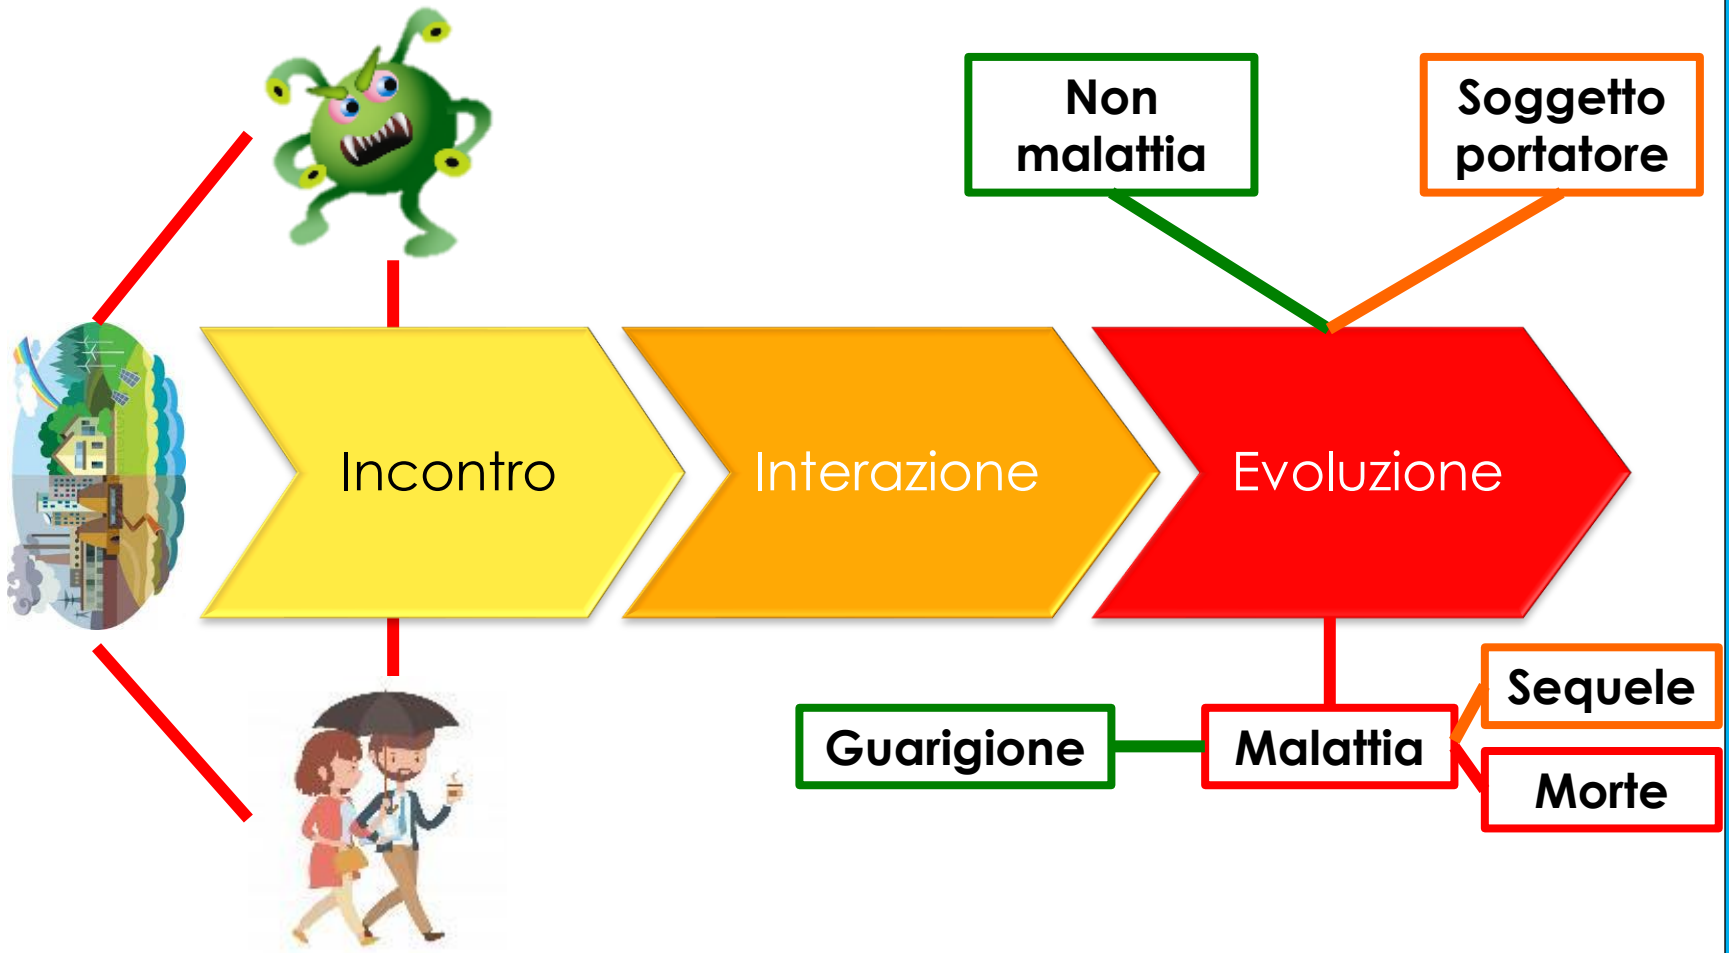 Non
malattia
Soggetto
portatore
Incontro
Interazione
Evoluzione
Guarigione
Malattia
Sequele
Morte